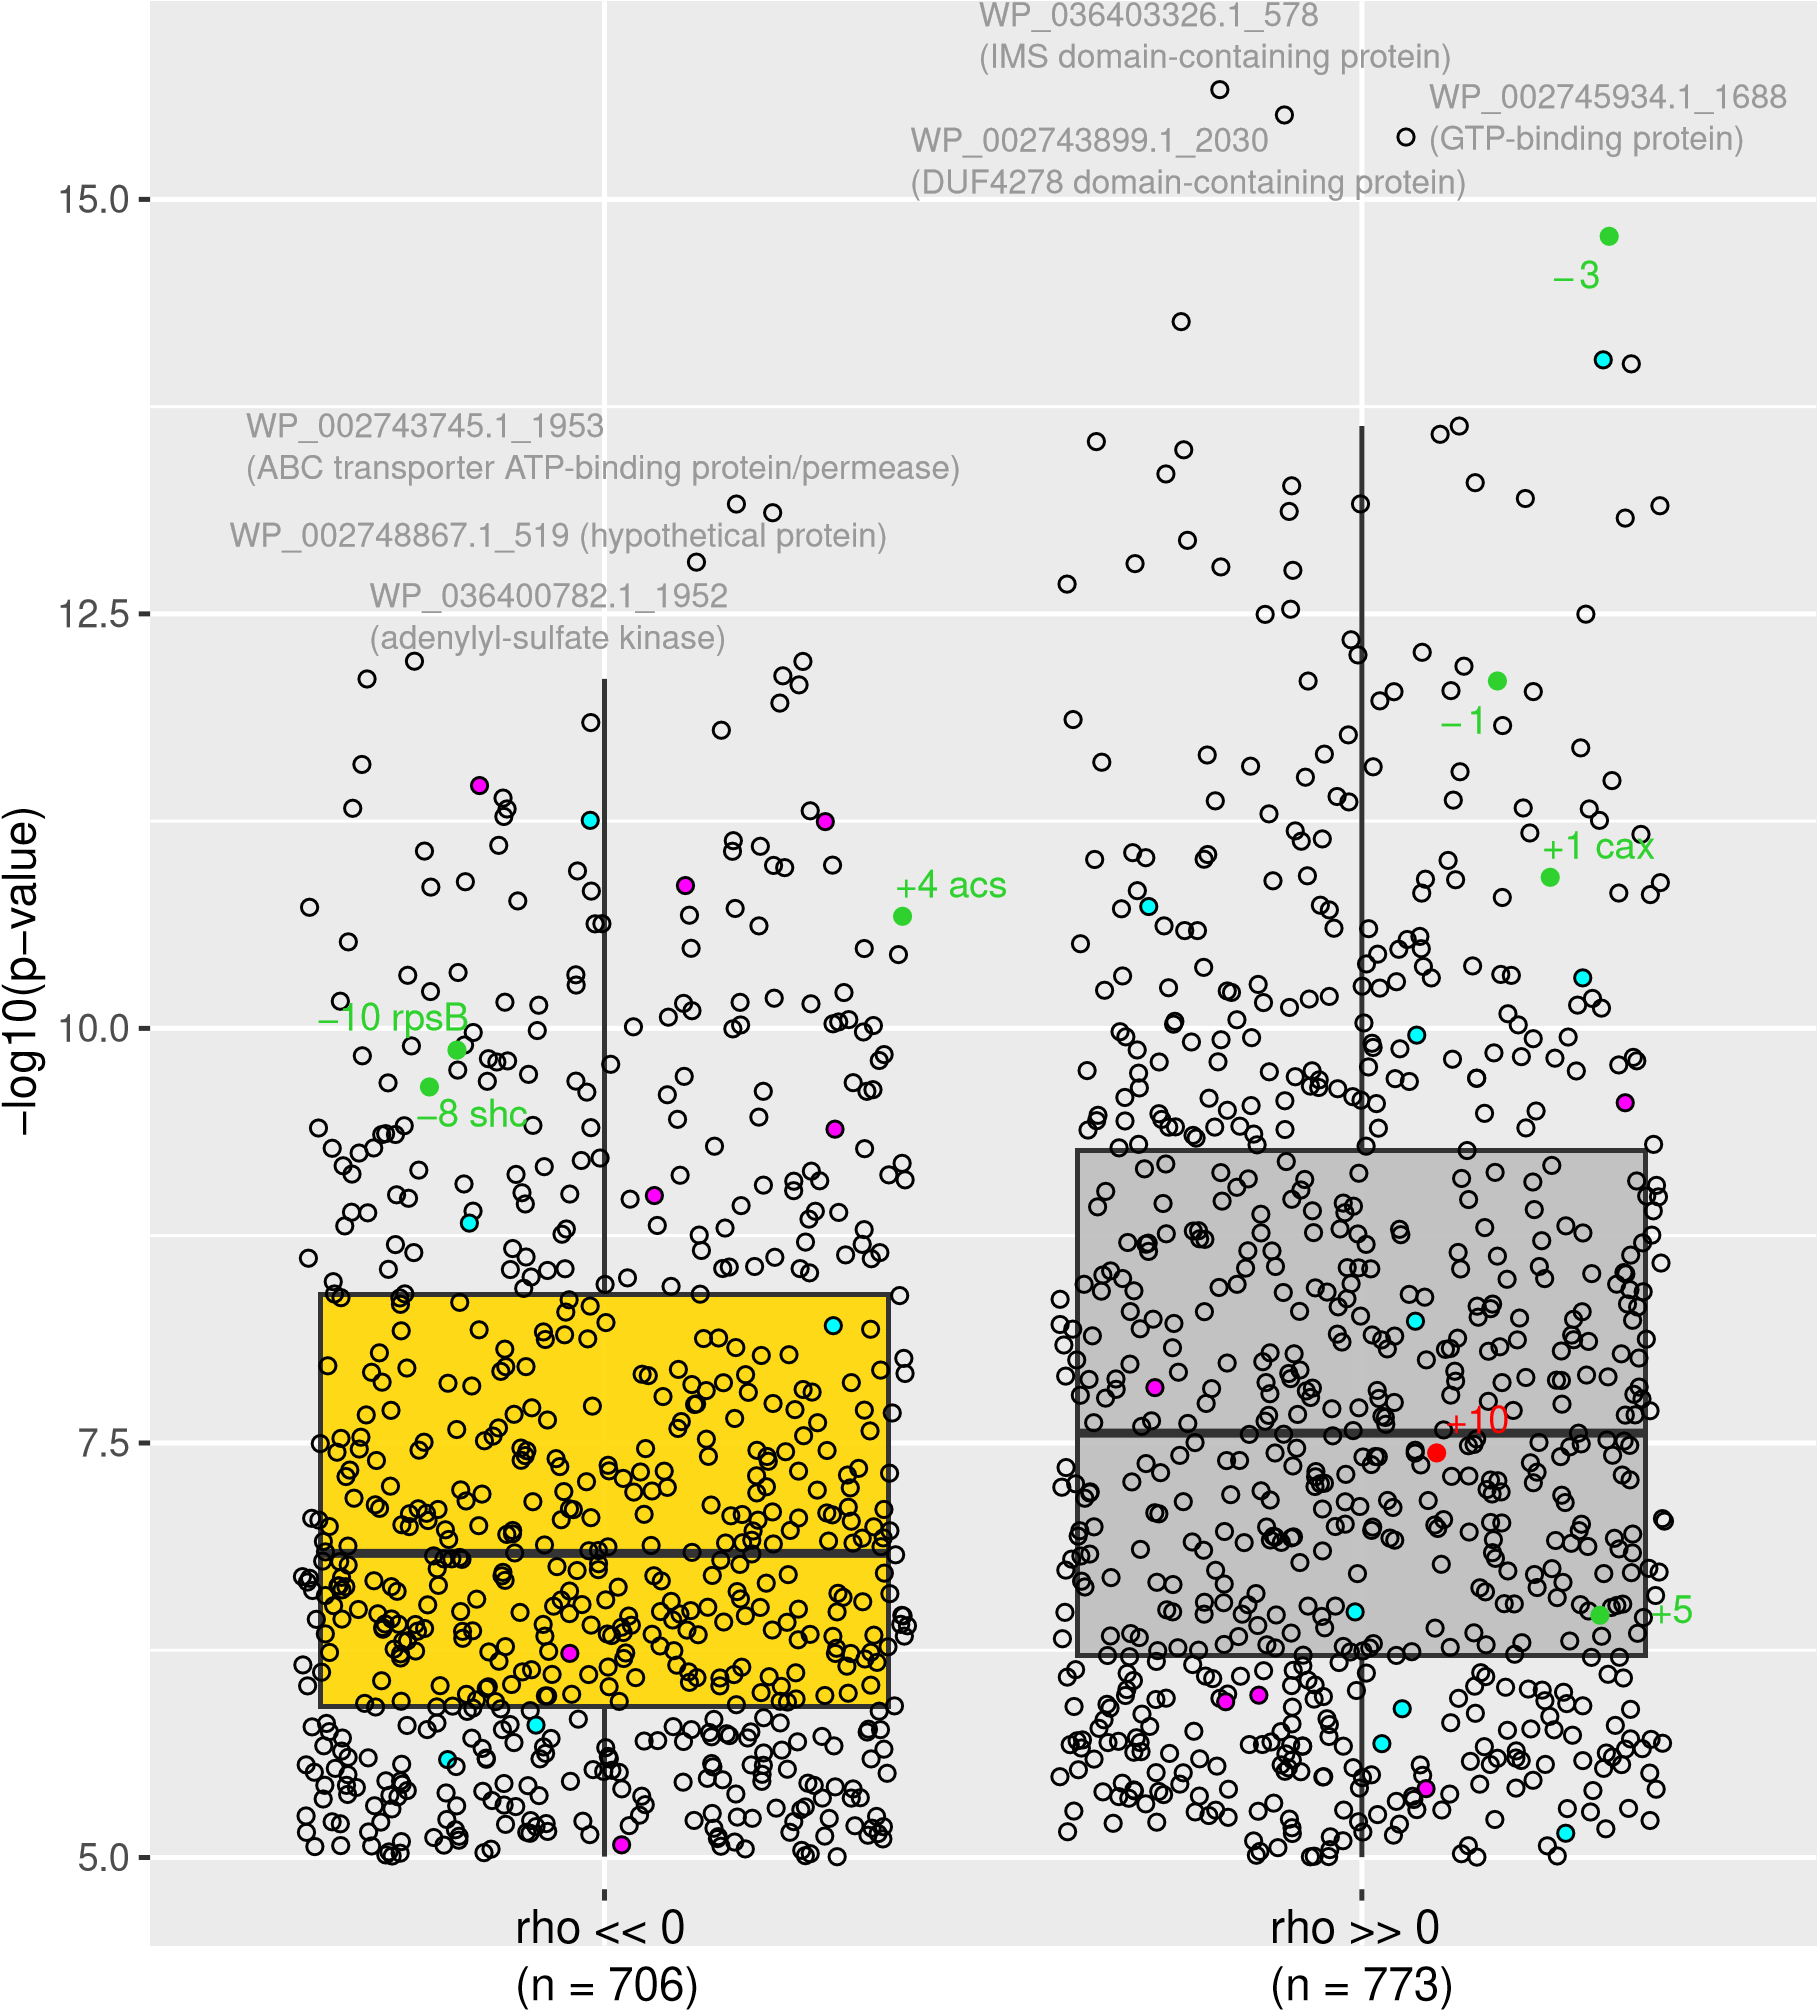 WP_036403326.1_578
(IMS domain-containing protein)
WP_002745934.1_1688
(GTP-binding protein)
WP_002743899.1_2030
(DUF4278 domain-containing protein)
15.0
−3
WP_002743745.1_1953
(ABC transporter ATP-binding protein/permease)
WP_002748867.1_519 (hypothetical protein)
WP_036400782.1_1952
(adenylyl-sulfate kinase)
12.5
−1
+1 cax
+4 acs
−log10(p−value)
−10 rpsB
10.0
−8 shc
+10
7.5
+5
5.0
rho << 0
(n = 706)
rho >> 0
(n = 773)